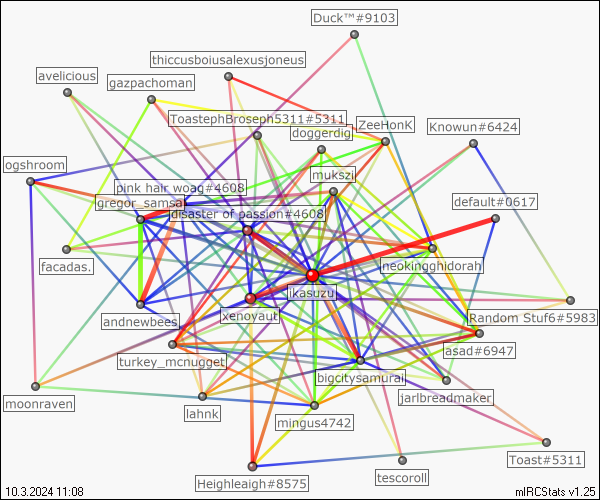 Duck™#9103
thiccusboiusalexusjoneus
avelicious
gazpachoman
ToastephBroseph5311#5311
doggerdig
ZeeHonK
Knowun#6424
ogshroom
mukszi
pink hair woag#4608
gregor_samsa
disaster of passion#4608
default#0617
facadas.
neokingghidorah
ikasuzu
andnewbees
xenoyaut
Random Stuf6#5983
asad#6947
turkey_mcnugget
bigcitysamurai
moonraven
lahnk
jarlbreadmaker
mingus4742
Heighleaigh#8575
tescoroll
Toast#5311
10.3.2024 11:08
mIRCStats v1.25